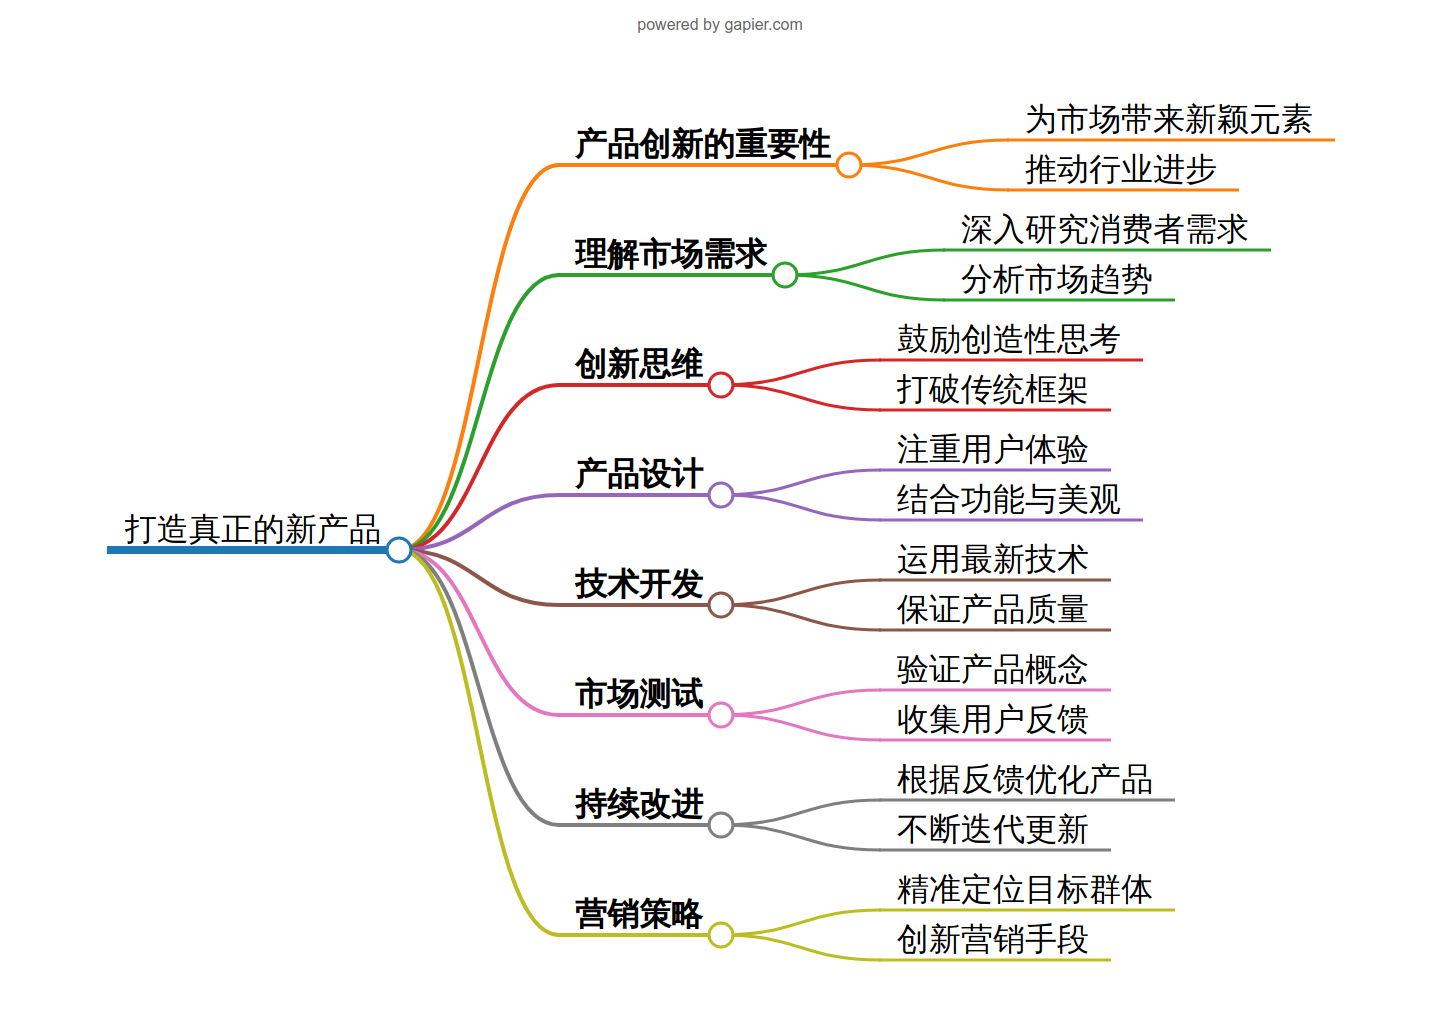 powered by gapier.com
打造真正的新产品
产品创新的重要性
为市场带来新颖元素
推动行业进步
理解市场需求
深入研究消费者需求
分析市场趋势
创新思维
鼓励创造性思考
打破传统框架
产品设计
注重用户体验
结合功能与美观
技术开发
运用最新技术
保证产品质量
市场测试
验证产品概念
收集用户反馈
持续改进
根据反馈优化产品
不断迭代更新
营销策略
精准定位目标群体
创新营销手段